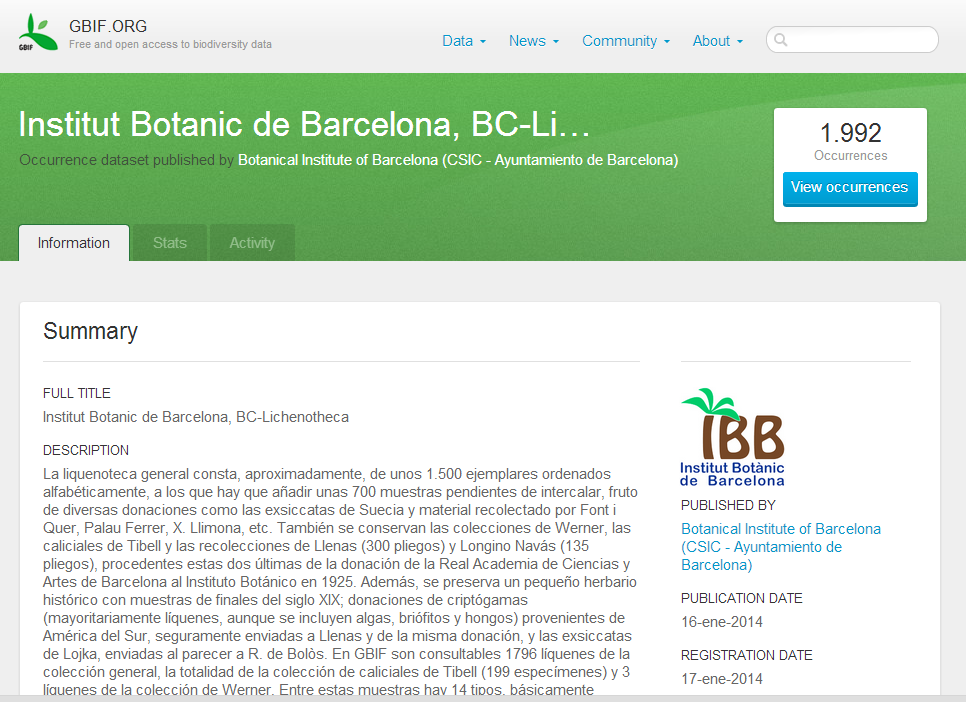 GBIF
GBIF.ORG
Free and open access to biodiversity data
Data
News
Community
About
Institut Botanic de Barcelona, BC-Li…
Occurrence dataset published by Botanical Institute of Barcelona (CSIC - Ayuntamiento de Barcelona)
1.992
Occurrences
View occurrences
Information
Stats
Activity
Summary
FULL TITLE
Institut Botanic de Barcelona, BC-Lichenotheca
DESCRIPTION
La liquenoteca general consta, aproximadamente, de unos 1.500 ejemplares ordenados
alfabéticamente, a los que hay que añadir unas 700 muestras pendientes de intercalar, fruto
de diversas donaciones como las exsiccatas de Suecia y material recolectado por Font i
Quer, Palau Ferrer, X. Llimona, etc. También se conservan las colecciones de Werner, las
caliciales de Tibell y las recolecciones de Llenas (300 pliegos) y Longino Navás (135
pliegos), procedentes estas dos últimas de la donación de la Real Academia de Ciencias y
Artes de Barcelona al Instituto Botánico en 1925. Además, se preserva un pequeño herbario
histórico con muestras de finales del siglo XIX; donaciones de criptógamas
(mayoritariamente líquenes, aunque se incluyen algas, briófitos y hongos) provenientes de
América del Sur, seguramente enviadas a Llenas y de la misma donación, y las exsiccatas
de Lojka, enviadas al parecer a R. de Bolòs. En GBIF son consultables 1796 líquenes de la
colección general, la totalidad de la colección de caliciales de Tibell (199 especímenes) y 3
líquenes de la colección de Werner. Entre estas muestras hay 14 tipos, básicamente
IBB
Institut Botànic
de Barcelona
PUBLISHED BY
Botanical Institute of Barcelona
(CSIC - Ayuntamiento de
Barcelona)
PUBLICATION DATE
16-ene-2014
REGISTRATION DATE
17-ene-2014